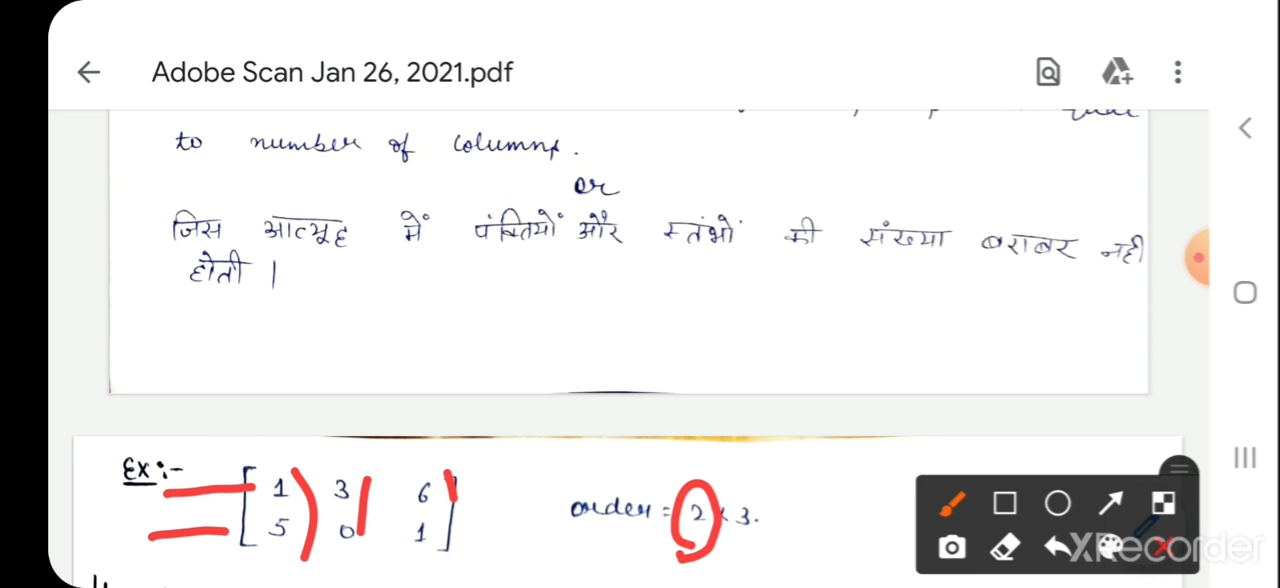 Adobe Scan Jan 26, 2021.pdf
to number of columns.
or
जिस आव्यूह में पंक्तियों और स्तंभों की संख्या बराबर नही
होती ।
Ex :-
[1 3 6
5 0 1]
order = 2 x 3.
XRecorder